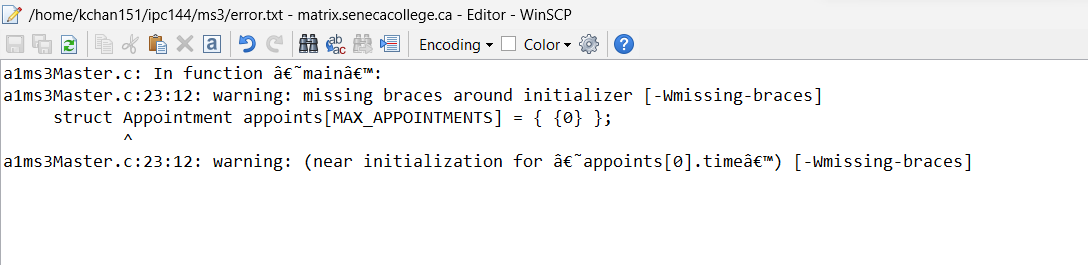 /home/kchan151/ipc144/ms3/error.txt - matrix.senecacollege.ca - Editor - WinSCP
Encoding Color
a1ms3Master.c: In function â€˜mainâ€™:
a1ms3Master.c:23:12: warning: missing braces around initializer [-Wmissing-braces]
     struct Appointment appoints[MAX_APPOINTMENTS] = { {0} };
            ^
a1ms3Master.c:23:12: warning: (near initialization for â€˜appoints[0].timeâ€™) [-Wmissing-braces]